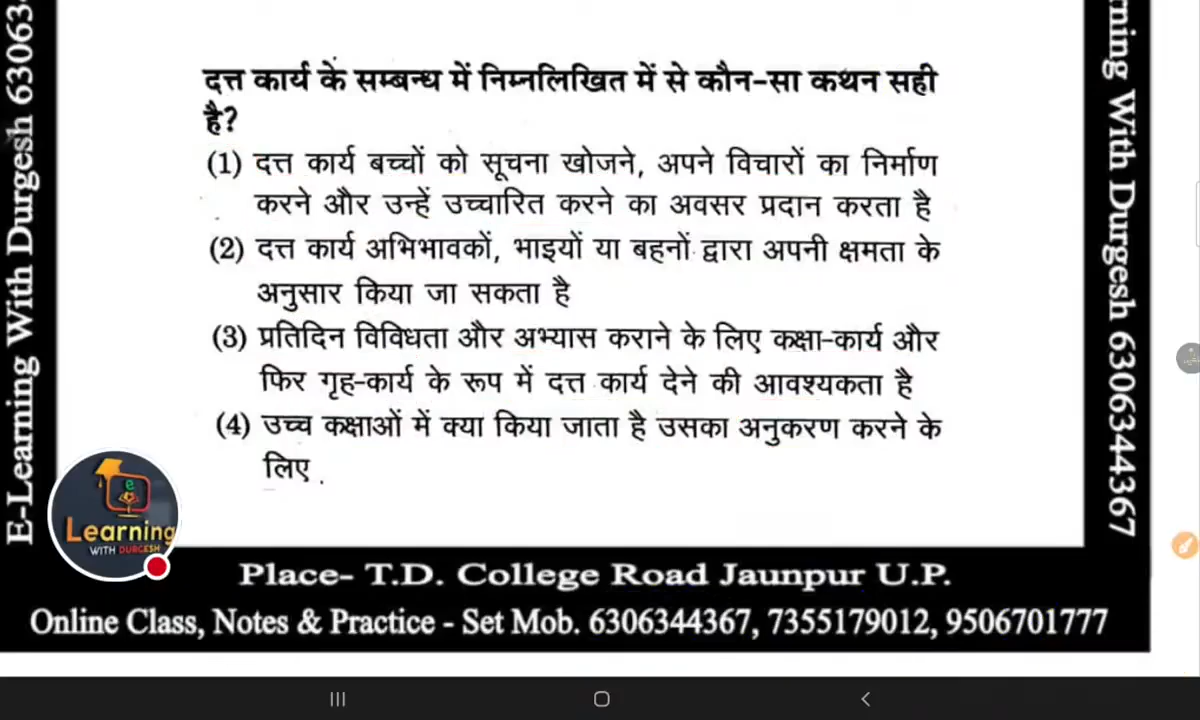 E-Learning With Durgesh 63063
rning With Durgesh 6306344367
दत्त कार्य के सम्बन्ध में निम्नलिखित में से कौन-सा कथन सही
है?
(1) दत्त कार्य बच्चों को सूचना खोजने, अपने विचारों का निर्माण
करने और उन्हें उच्चारित करने का अवसर प्रदान करता है
(2) दत्त कार्य अभिभावकों, भाइयों या बहनों द्वारा अपनी क्षमता के
अनुसार किया जा सकता है
(3) प्रतिदिन विविधता और अभ्यास कराने के लिए कक्षा-कार्य और
फिर गृह-कार्य के रूप में दत्त कार्य देने की आवश्यकता है
(4) उच्च कक्षाओं में क्या किया जाता है उसका अनुकरण करने के
लिए .
e
Learning
WITH DURGESH
Place- T.D. College Road Jaunpur U.P.
Online Class, Notes & Practice - Set Mob. 6306344367, 7355179012, 9506701777